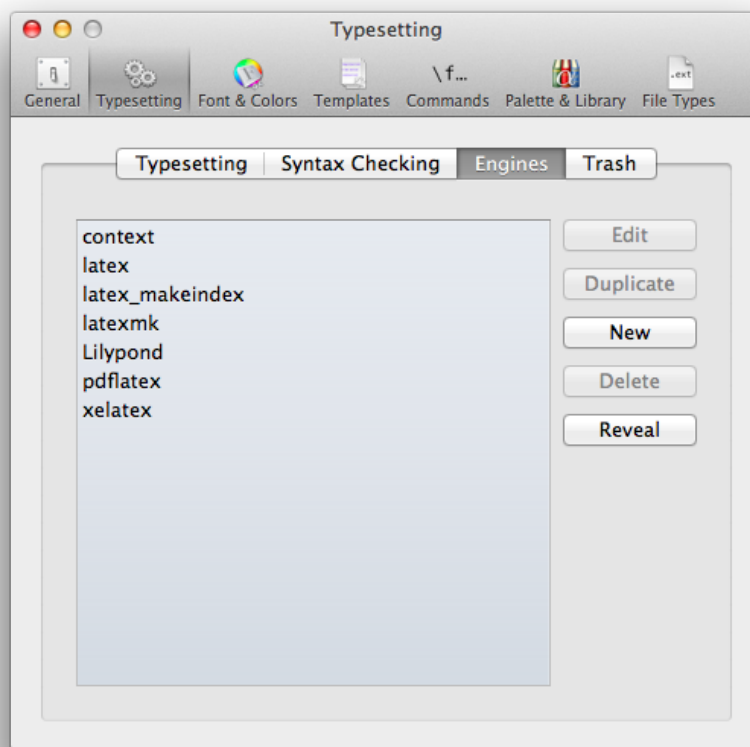 Typesetting
\f...
.ext
General Typesetting Font & Colors Templates Commands Palette & Library File Types
Typesetting Syntax Checking Engines Trash
context
latex
latex_makeindex
latexmk
Lilypond
pdflatex
xelatex
Edit
Duplicate
New
Delete
Reveal